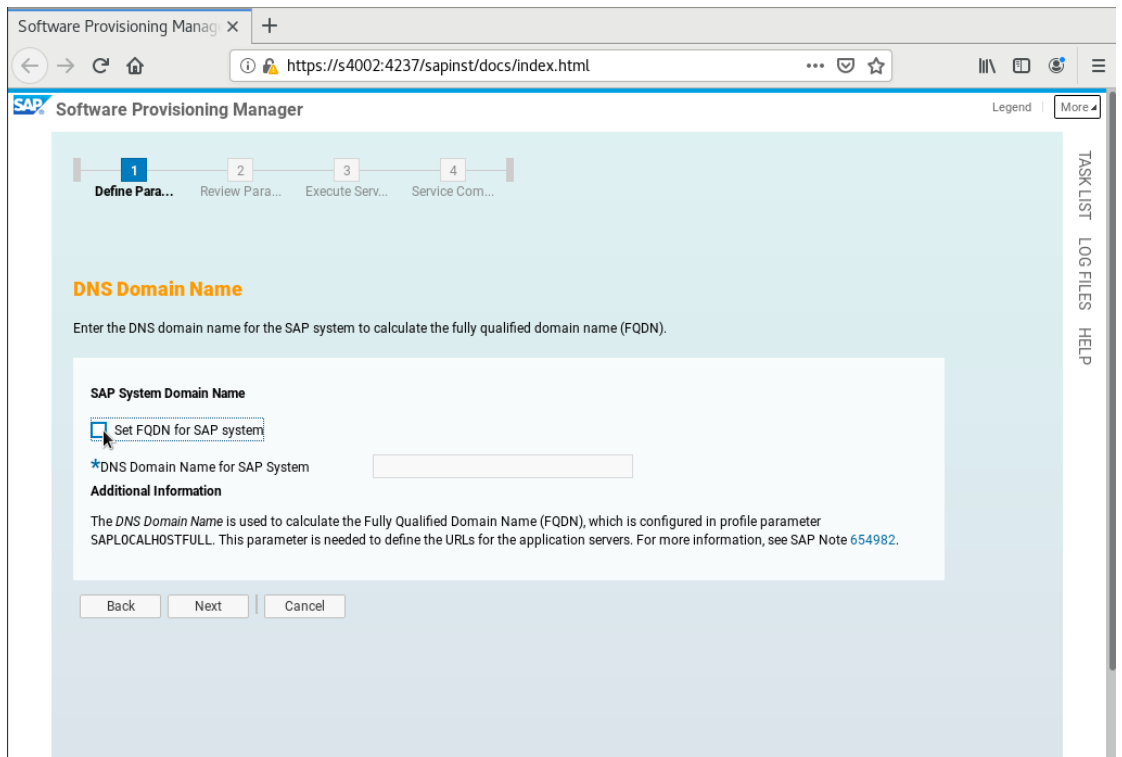 Software Provisioning Manag
https://s4002:4237/sapinst/docs/index.html
SAP Software Provisioning Manager
Legend
More
1 2 3 4
Define Para... Review Para... Execute Serv... Service Com...
TASK LIST
LOG FILES
HELP
DNS Domain Name
Enter the DNS domain name for the SAP system to calculate the fully qualified domain name (FQDN).
SAP System Domain Name
Set FQDN for SAP system
*DNS Domain Name for SAP System
Additional Information
The DNS Domain Name is used to calculate the Fully Qualified Domain Name (FQDN), which is configured in profile parameter
SAPLOCALHOSTFULL. This parameter is needed to define the URLs for the application servers. For more information, see SAP Note 654982.
Back Next Cancel